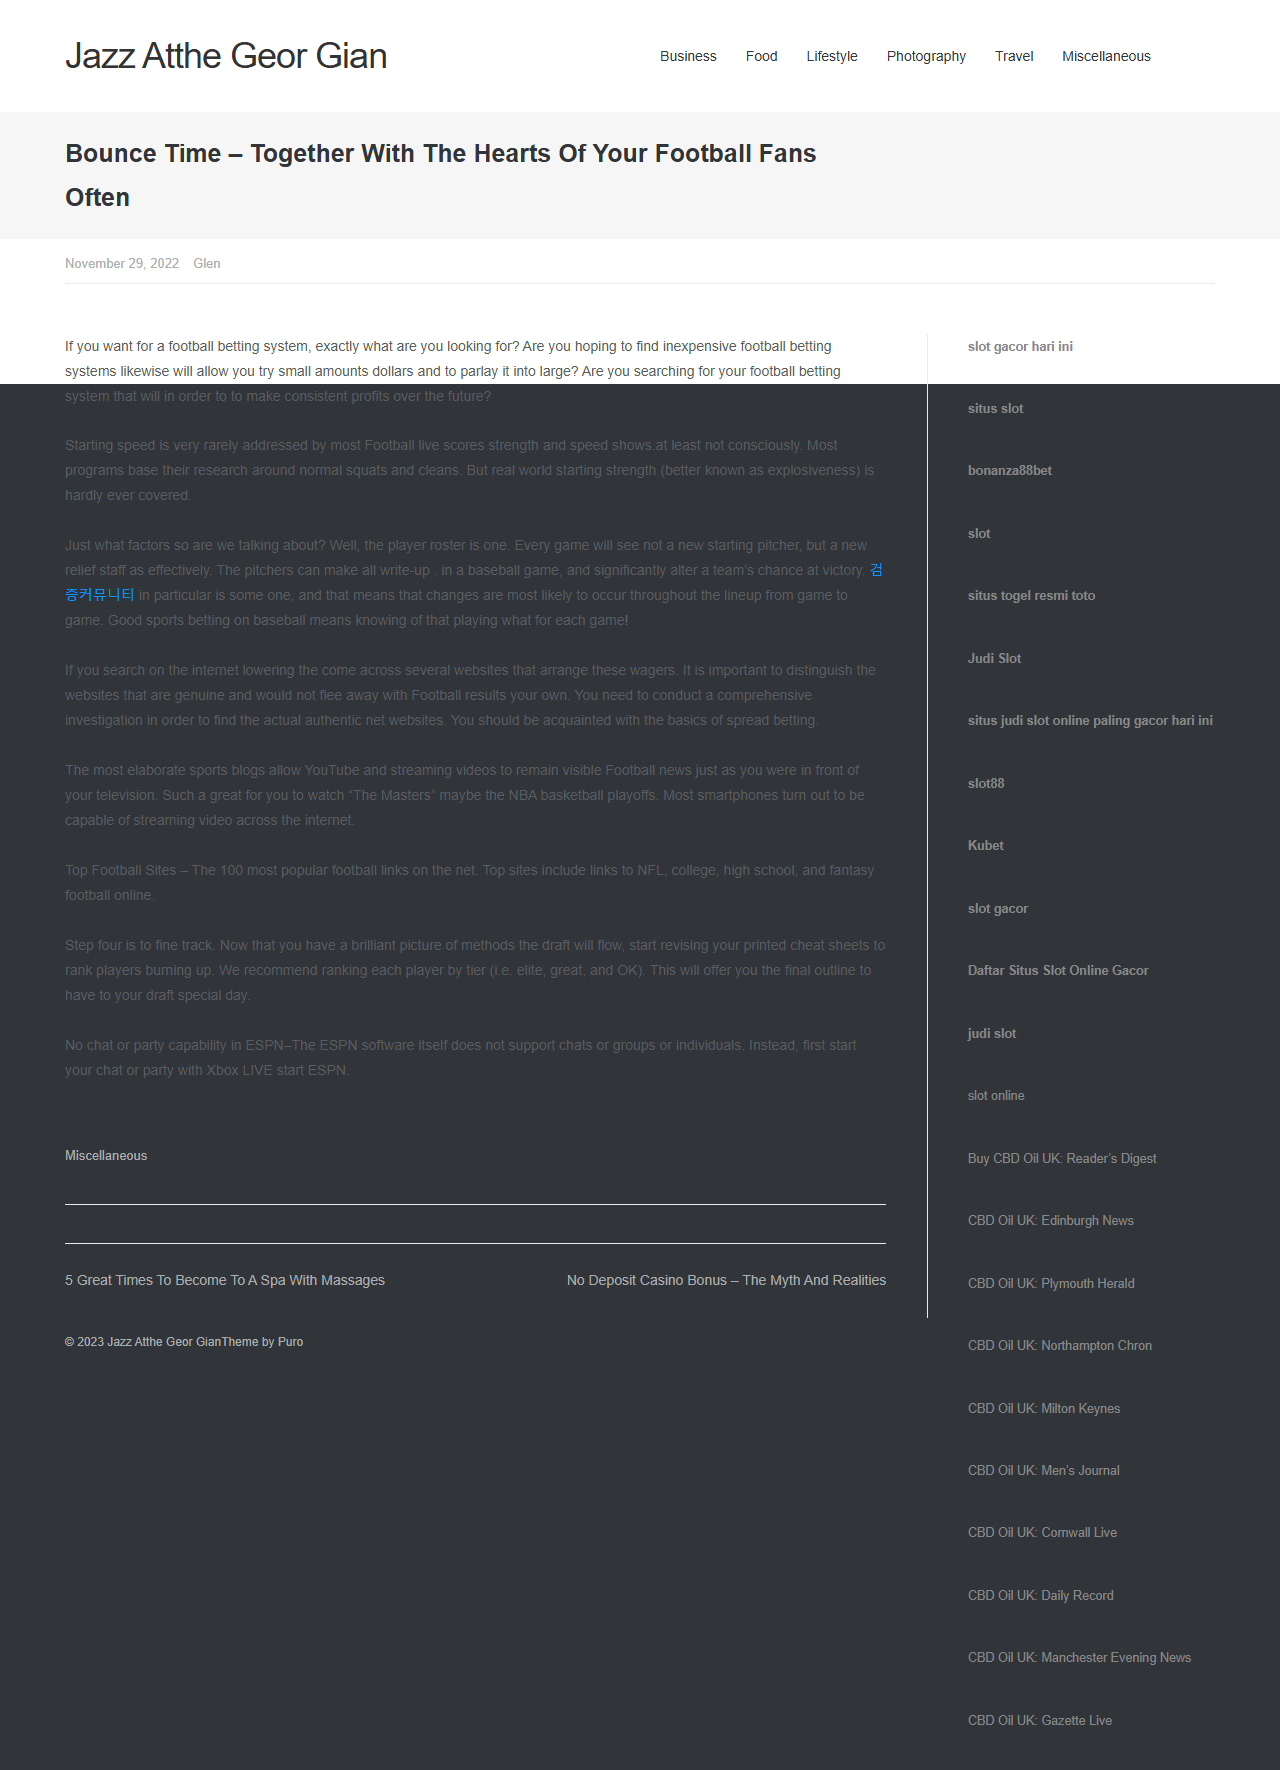 Jazz Atthe Geor Gian
Business Food Lifestyle Photography Travel Miscellaneous
Bounce Time – Together With The Hearts Of Your Football Fans
Often
November 29, 2022 Glen
If you want for a football betting system, exactly what are you looking for? Are you hoping to find inexpensive football betting
systems likewise will allow you try small amounts dollars and to parlay it into large? Are you searching for your football betting
system that will in order to to make consistent profits over the future?
Starting speed is very rarely addressed by most Football live scores strength and speed shows.at least not consciously. Most
programs base their research around normal squats and cleans. But real world starting strength (better known as explosiveness) is
hardly ever covered.
Just what factors so are we talking about? Well, the player roster is one. Every game will see not a new starting pitcher, but a new
relief staff as effectively. The pitchers can make all write-up . in a baseball game, and significantly alter a team’s chance at victory. 검
증커뮤니티 in particular is some one, and that means that changes are most likely to occur throughout the lineup from game to
game. Good sports betting on baseball means knowing of that playing what for each game!
If you search on the internet lowering the come across several websites that arrange these wagers. It is important to distinguish the
websites that are genuine and would not flee away with Football results your own. You need to conduct a comprehensive
investigation in order to find the actual authentic net websites. You should be acquainted with the basics of spread betting.
The most elaborate sports blogs allow YouTube and streaming videos to remain visible Football news just as you were in front of
your television. Such a great for you to watch “The Masters” maybe the NBA basketball playoffs. Most smartphones turn out to be
capable of streaming video across the internet.
Top Football Sites – The 100 most popular football links on the net. Top sites include links to NFL, college, high school, and fantasy
football online.
Step four is to fine track. Now that you have a brilliant picture of methods the draft will flow, start revising your printed cheat sheets to
rank players burning up. We recommend ranking each player by tier (i.e. elite, great, and OK). This will offer you the final outline to
have to your draft special day.
No chat or party capability in ESPN–The ESPN software itself does not support chats or groups or individuals. Instead, first start
your chat or party with Xbox LIVE start ESPN.
Miscellaneous
5 Great Times To Become To A Spa With Massages
No Deposit Casino Bonus – The Myth And Realities
© 2023 Jazz Atthe Geor GianTheme by Puro
slot gacor hari ini
situs slot
bonanza88bet
slot
situs togel resmi toto
Judi Slot
situs judi slot online paling gacor hari ini
slot88
Kubet
slot gacor
Daftar Situs Slot Online Gacor
judi slot
slot online
Buy CBD Oil UK: Reader’s Digest
CBD Oil UK: Edinburgh News
CBD Oil UK: Plymouth Herald
CBD Oil UK: Northampton Chron
CBD Oil UK: Milton Keynes
CBD Oil UK: Men’s Journal
CBD Oil UK: Cornwall Live
CBD Oil UK: Daily Record
CBD Oil UK: Manchester Evening News
CBD Oil UK: Gazette Live